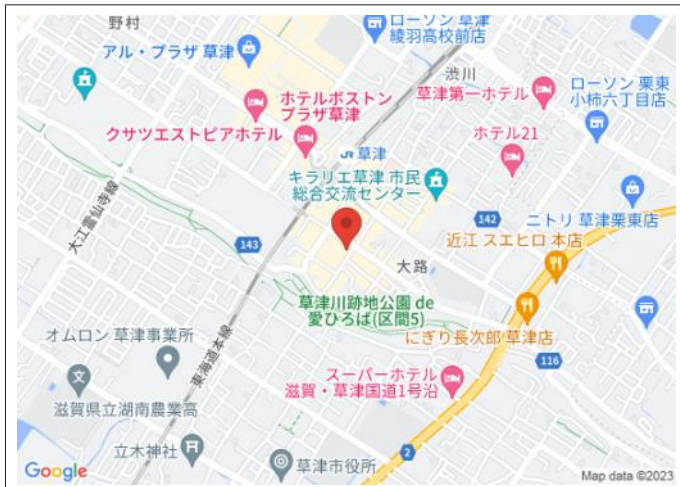 野村
ローソン 草津
綾羽高校前店
アル・プラザ 草津
渋川
草津第一ホテル
ローソン 栗東
小柿六丁目店
ホテルボストン
プラザ草津
クサツエストピアホテル
ホテル21
草津
キラリエ草津 市民
総合交流センター
大江霊仙寺線
142
ニトリ 草津栗東店
143
近江 スエヒロ 本店
大路
草津川跡地公園 de
愛ひろば(区間5)
にぎり長次郎 草津店
オムロン 草津事業所
東海道本線
116
スーパーホテル
滋賀・草津国道1号沿
文
滋賀県立湖南農業高
立木神社
草津市役所
2
Google
Map data ©2023